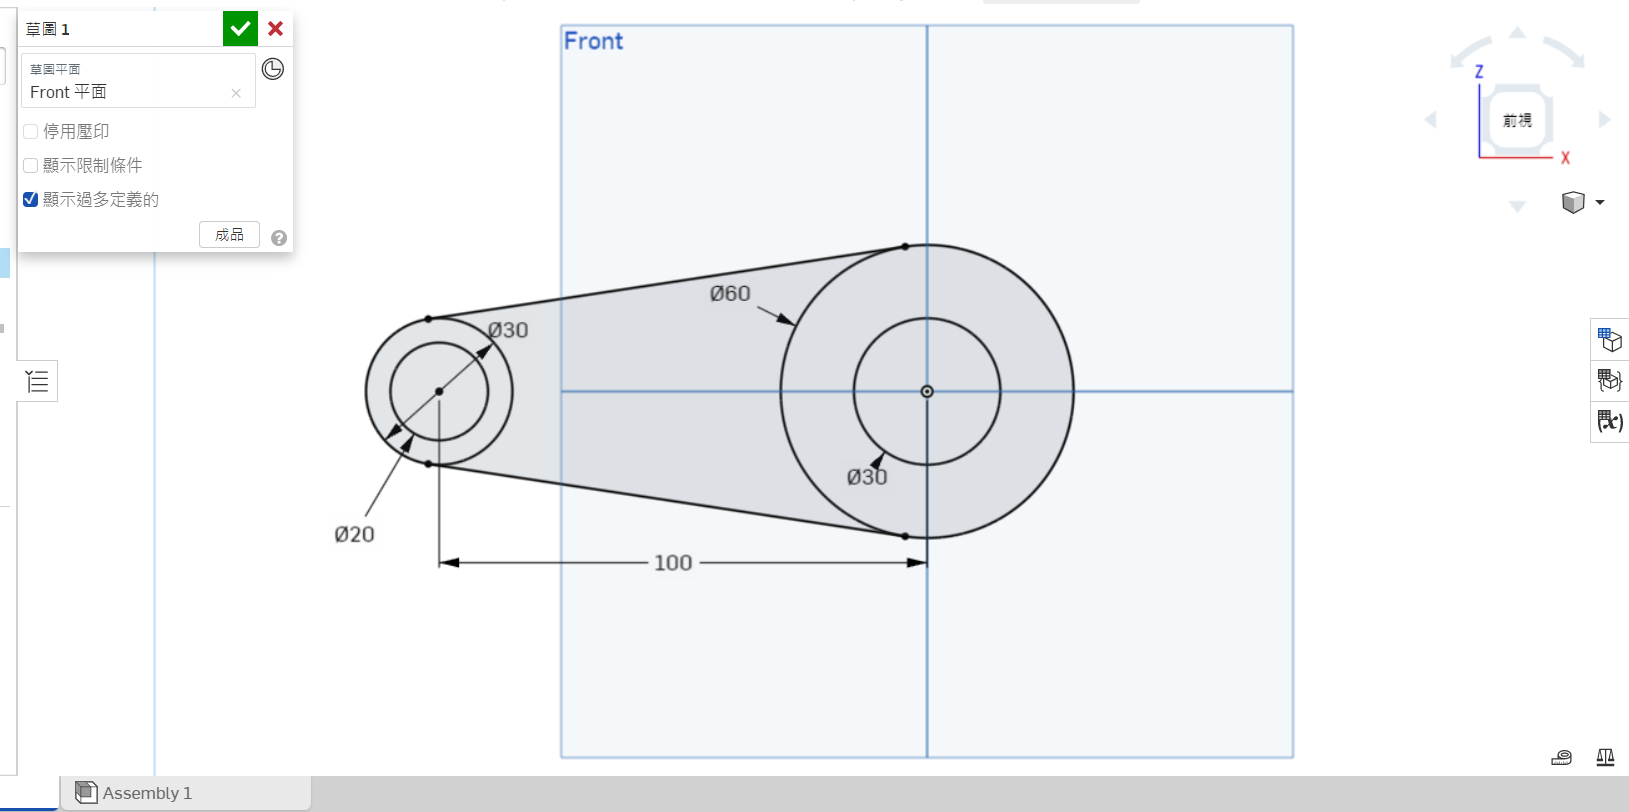 草圖 1
草圖平面
Front 平面
停用壓印
顯示限制條件
顯示過多定義的
成品
?
Front
Z
前視
X
Ø60
Ø30
Ø30
Ø20
100
(x)
Assembly 1